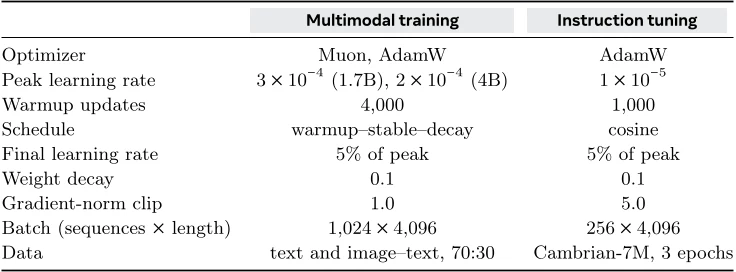 Multimodal training Instruction tuning
Optimizer Muon, AdamW AdamW
Peak learning rate 3 × 10⁻⁴ (1.7B), 2 × 10⁻⁴ (4B) 1 × 10⁻⁵
Warmup updates 4,000 1,000
Schedule warmup–stable–decay cosine
Final learning rate 5% of peak 5% of peak
Weight decay 0.1 0.1
Gradient-norm clip 1.0 5.0
Batch (sequences × length) 1,024 × 4,096 256 × 4,096
Data text and image–text, 70:30 Cambrian-7M, 3 epochs